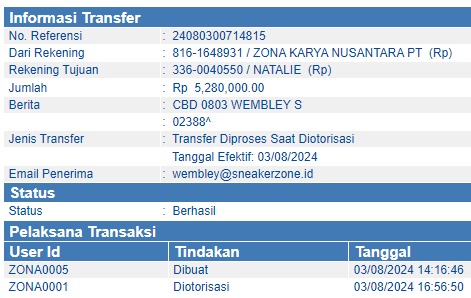 Informasi Transfer
No. Referensi : 24080300714815
Dari Rekening : 816-1648931 / ZONA KARYA NUSANTARA PT (Rp)
Rekening Tujuan : 336-0040550 / NATALIE (Rp)
Jumlah : Rp 5,280,000.00
Berita : CBD 0803 WEMBLEY S
: 02388^
Jenis Transfer : Transfer Diproses Saat Diotorisasi
Tanggal Efektif: 03/08/2024
Email Penerima : wembley@sneakerzone.id
Status
Status : Berhasil
Pelaksana Transaksi
User Id Tindakan Tanggal
ZONA0005 Dibuat 03/08/2024 14:16:46
ZONA0001 Diotorisasi 03/08/2024 16:56:50